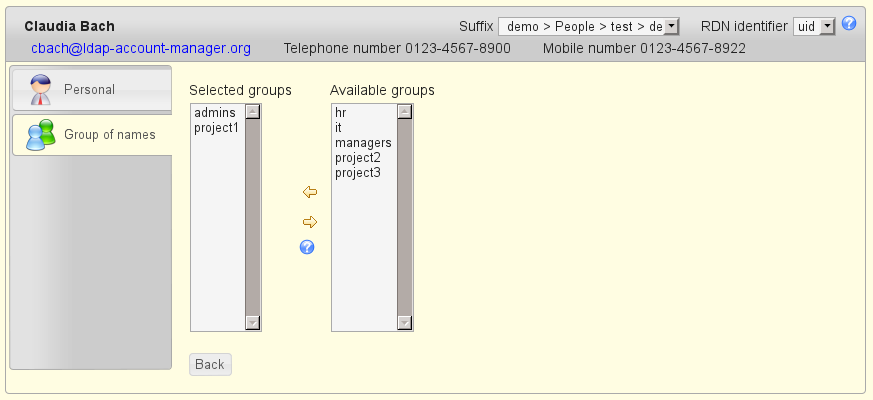 Claudia Bach Suffix demo > People > test > de RDN identifier uid ?
cbach@ldap-account-manager.org Telephone number 0123-4567-8900 Mobile number 0123-4567-8922
Personal
Group of names
Selected groups
admins
project1
Available groups
hr
it
managers
project2
project3
?
Back